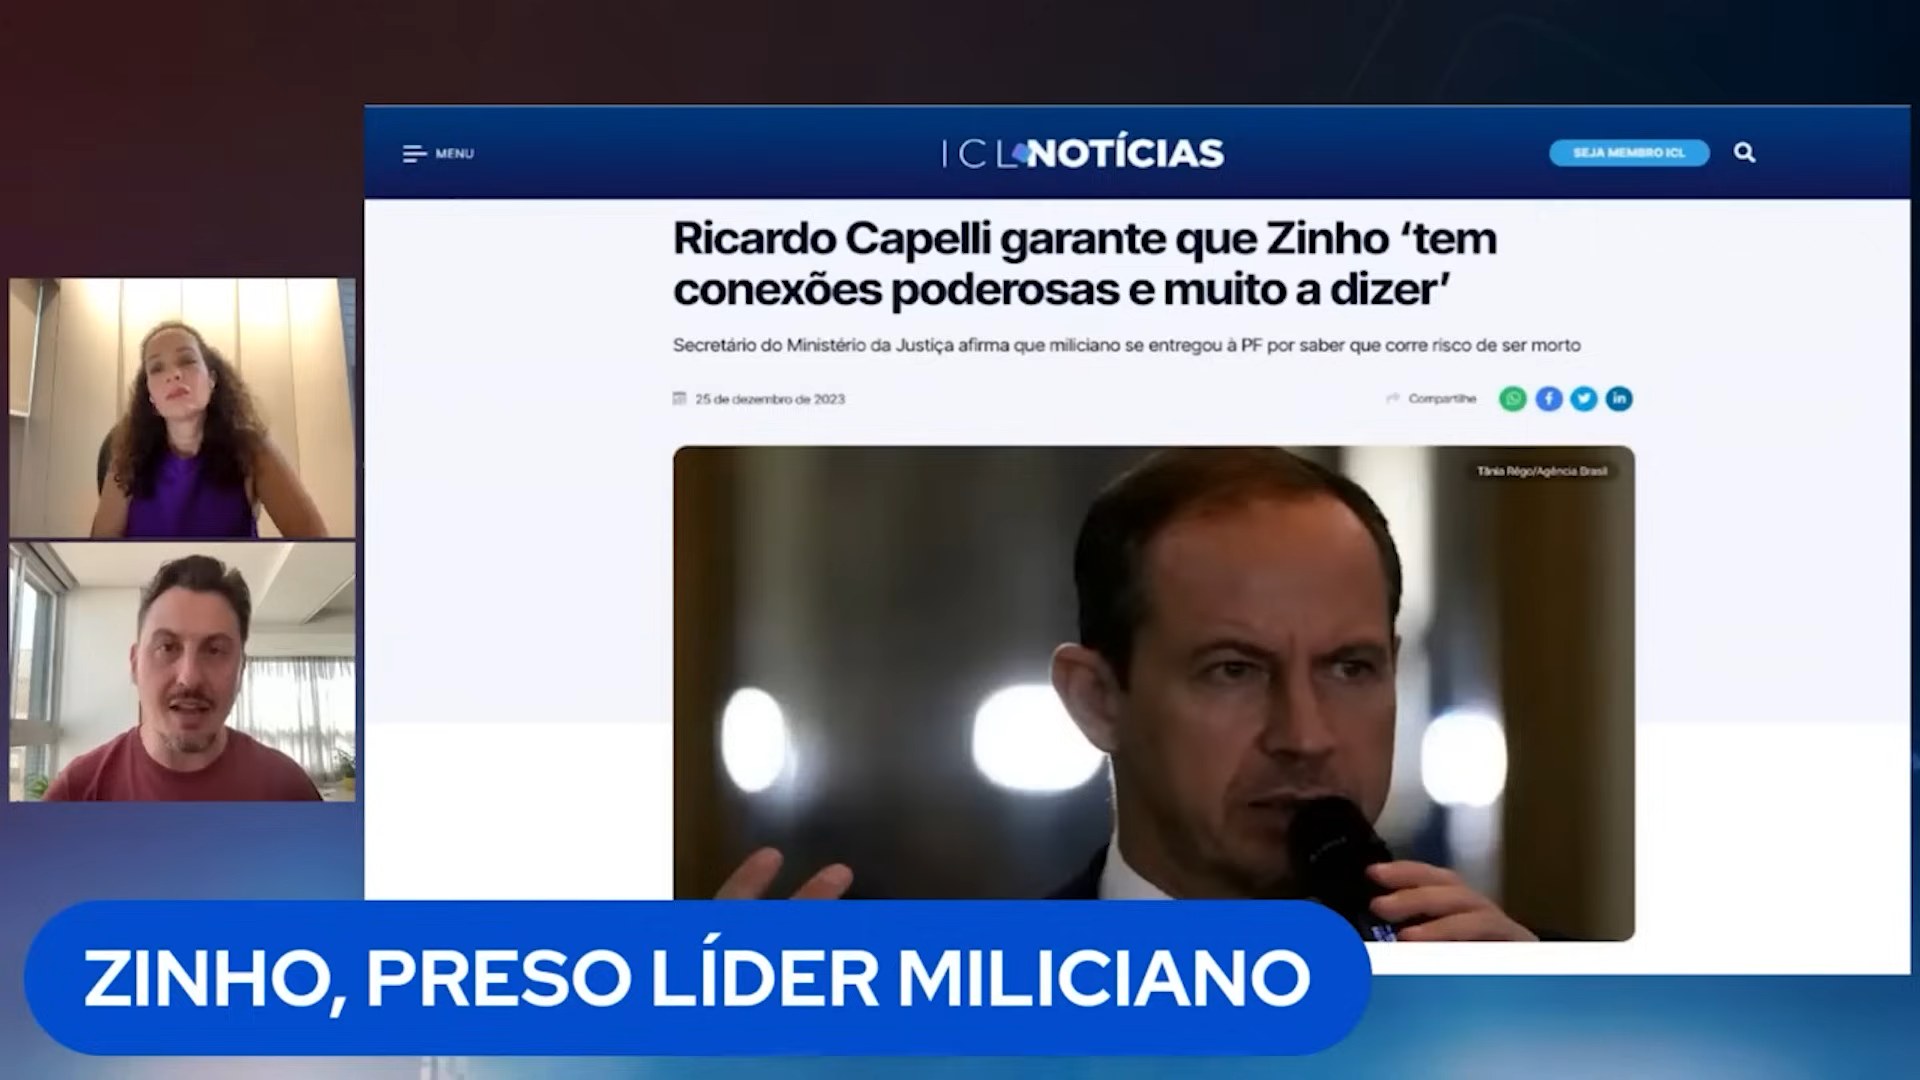 MENU
ICL NOTÍCIAS
SEJA MEMBRO ICL
Ricardo Capelli garante que Zinho ‘tem
conexões poderosas e muito a dizer’
Secretário do Ministério da Justiça afirma que miliciano se entregou à PF por saber que corre risco de ser morto
25 de dezembro de 2023
Compartilhe
Tânia Rêgo/Agência Brasil
ZINHO, PRESO LÍDER MILICIANO